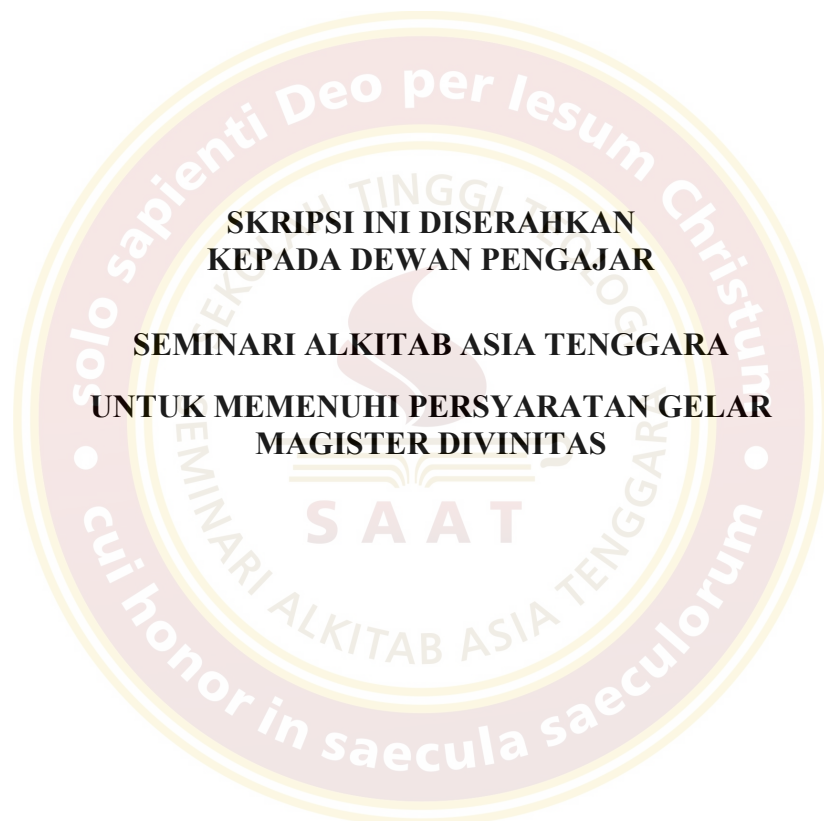 SKRIPSI INI DISERAHKAN
KEPADA DEWAN PENGAJAR
SEMINARI ALKITAB ASIA TENGGARA
UNTUK MEMENUHI PERSYARATAN GELAR
MAGISTER DIVINITAS
solo sapienti Deo per Iesum Christum
cui honor in saecula saeculorum
SEKOLAH TINGGI TEOLOGI
SEMINARI ALKITAB ASIA TENGGARA
SAAT